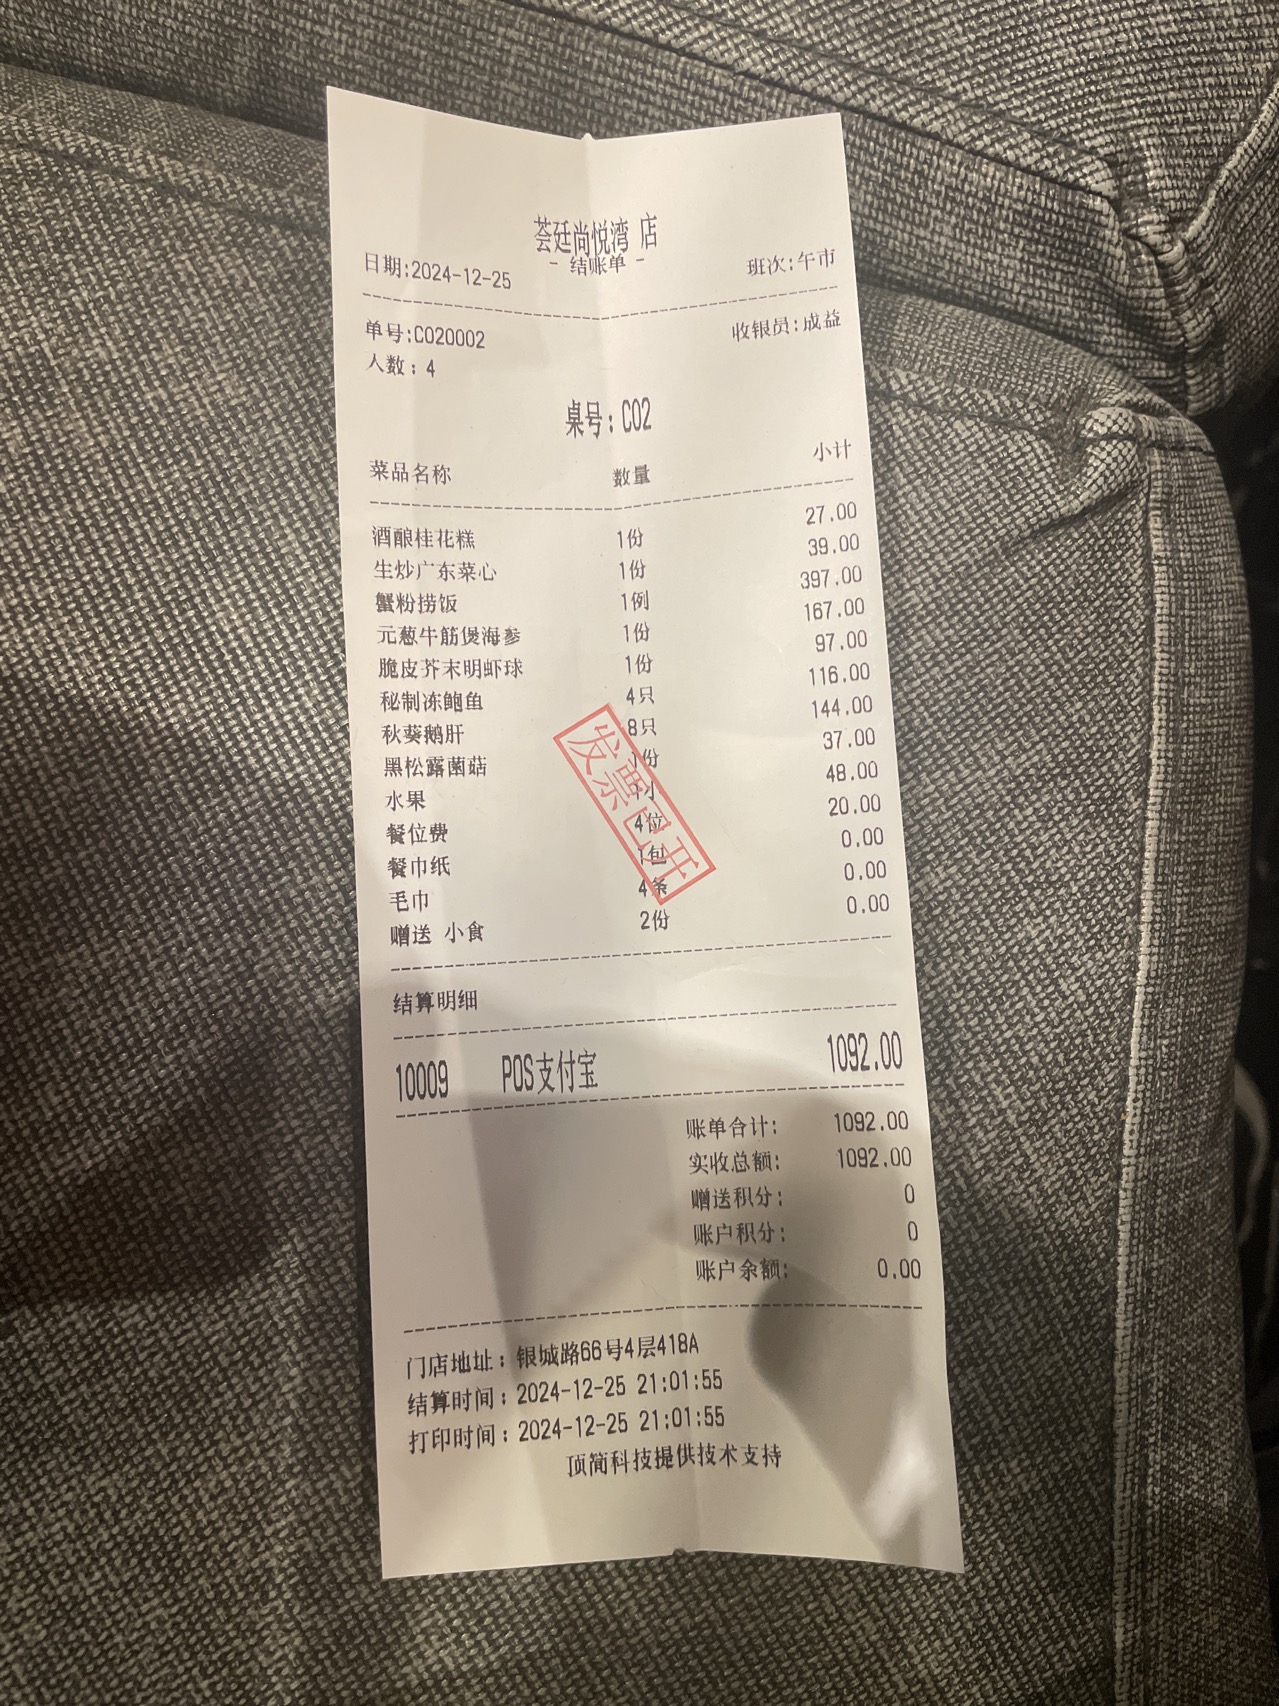 荟廷尚悦湾 店
- 结账单 -
日期:2024-12-25 班次:午市
单号:C020002 收银员:成益
人数: 4
桌号: C02
菜品名称 数量 小计
酒酿桂花糕 1份 27.00
生炒广东菜心 1份 39.00
蟹粉捞饭 1例 397.00
元葱牛筋煲海参 1份 167.00
脆皮芥末明虾球 1份 97.00
秘制冻鲍鱼 4只 116.00
秋葵鹅肝 8只 144.00
黑松露菌菇 1份 37.00
水果 1小 48.00
餐位费 4位 20.00
餐巾纸 1包 0.00
毛巾 4条 0.00
赠送 小食 2份 0.00
发票已开
结算明细
10009 POS支付宝 1092.00
账单合计: 1092.00
实收总额: 1092.00
赠送积分: 0
账户积分: 0
账户余额: 0.00
门店地址: 银城路66号4层418A
结算时间: 2024-12-25 21:01:55
打印时间: 2024-12-25 21:01:55
顶简科技提供技术支持